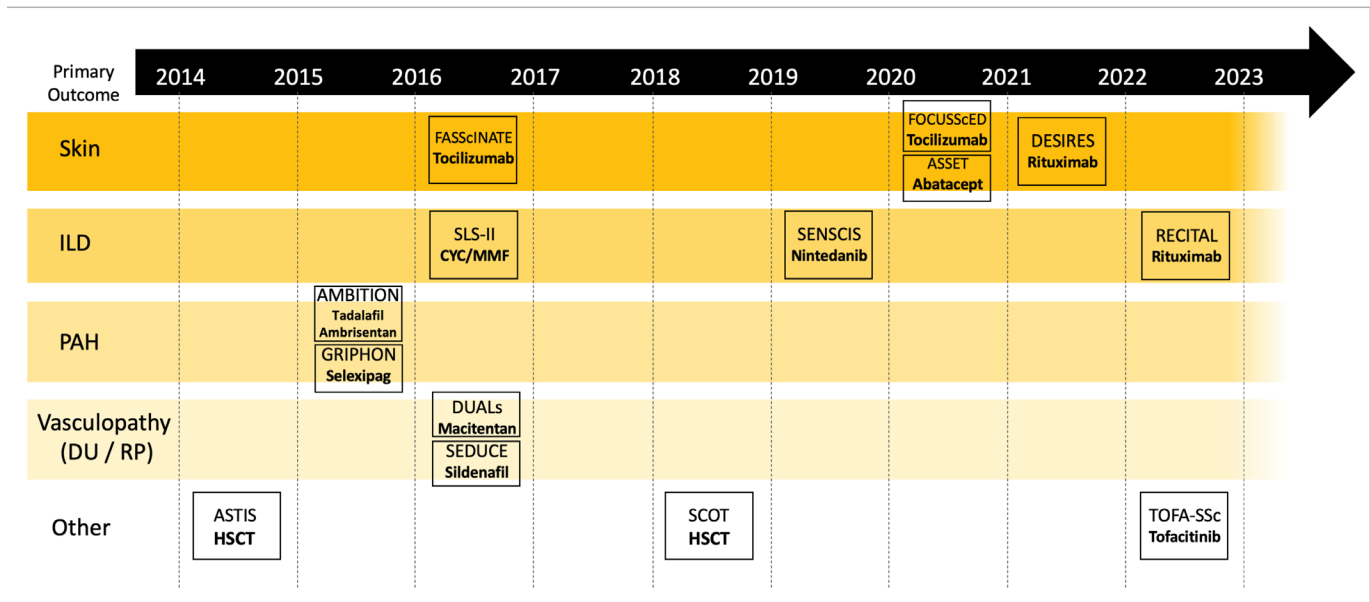 Primary
Outcome
2014 2015 2016 2017 2018 2019 2020 2021 2022 2023
Skin
FASScINATE
Tocilizumab
FOCUSScED
Tocilizumab
ASSET
Abatacept
DESIRES
Rituximab
ILD
SLS-II
CYC/MMF
SENSCIS
Nintedanib
RECITAL
Rituximab
PAH
AMBITION
Tadalafil
Ambrisentan
GRIPHON
Selexipag
Vasculopathy
(DU / RP)
DUALs
Macitentan
SEDUCE
Sildenafil
Other
ASTIS
HSCT
SCOT
HSCT
TOFA-SSc
Tofacitinib